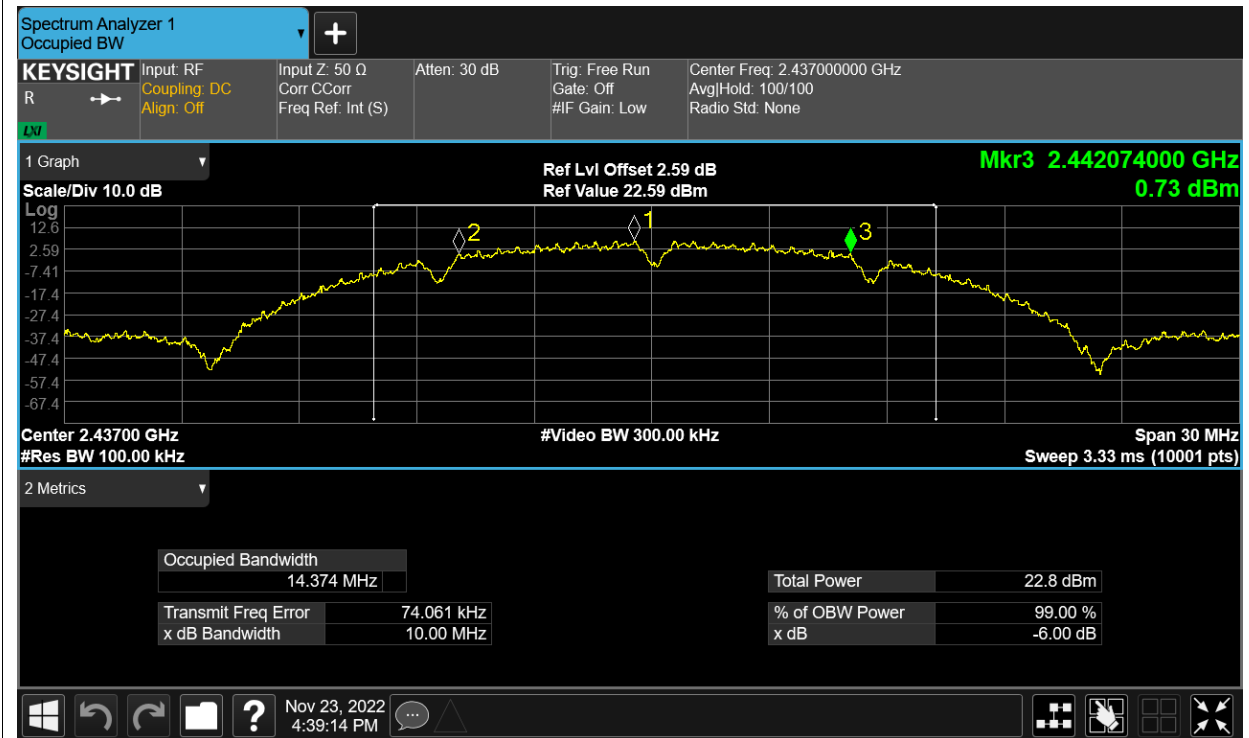 Spectrum Analyzer 1
Occupied BW
KEYSIGHT
R
LXI
Input: RF
Coupling: DC
Align: Off
Input Z: 50 Ω
Corr CCorr
Freq Ref: Int (S)
Atten: 30 dB
Trig: Free Run
Gate: Off
#IF Gain: Low
Center Freq: 2.437000000 GHz
Avg|Hold: 100/100
Radio Std: None
1 Graph
Scale/Div 10.0 dB
Ref Lvl Offset 2.59 dB
Ref Value 22.59 dBm
Mkr3 2.442074000 GHz
0.73 dBm
Log
12.6
2.59
-7.41
-17.4
-27.4
-37.4
-47.4
-57.4
-67.4
2
1
3
Center 2.43700 GHz
#Res BW 100.00 kHz
#Video BW 300.00 kHz
Span 30 MHz
Sweep 3.33 ms (10001 pts)
2 Metrics
Occupied Bandwidth
14.374 MHz
Transmit Freq Error 74.061 kHz
x dB Bandwidth 10.00 MHz
Total Power 22.8 dBm
% of OBW Power 99.00 %
x dB -6.00 dB
?
Nov 23, 2022
4:39:14 PM